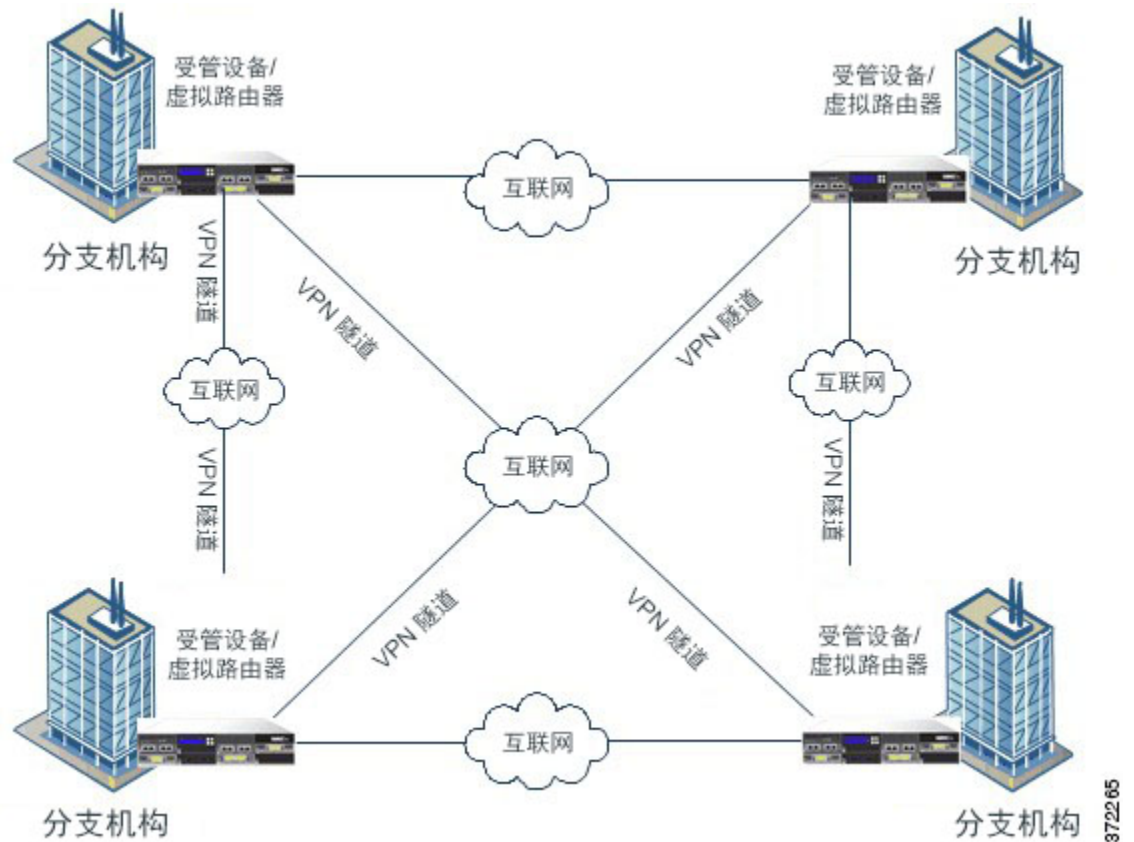 受管设备/
虚拟路由器
受管设备/
虚拟路由器
互联网
分支机构
分支机构
VPN 隧道
VPN 隧道
VPN 隧道
互联网
互联网
互联网
VPN 隧道
VPN 隧道
VPN 隧道
VPN 隧道
受管设备/
虚拟路由器
受管设备/
虚拟路由器
互联网
分支机构
分支机构
372265